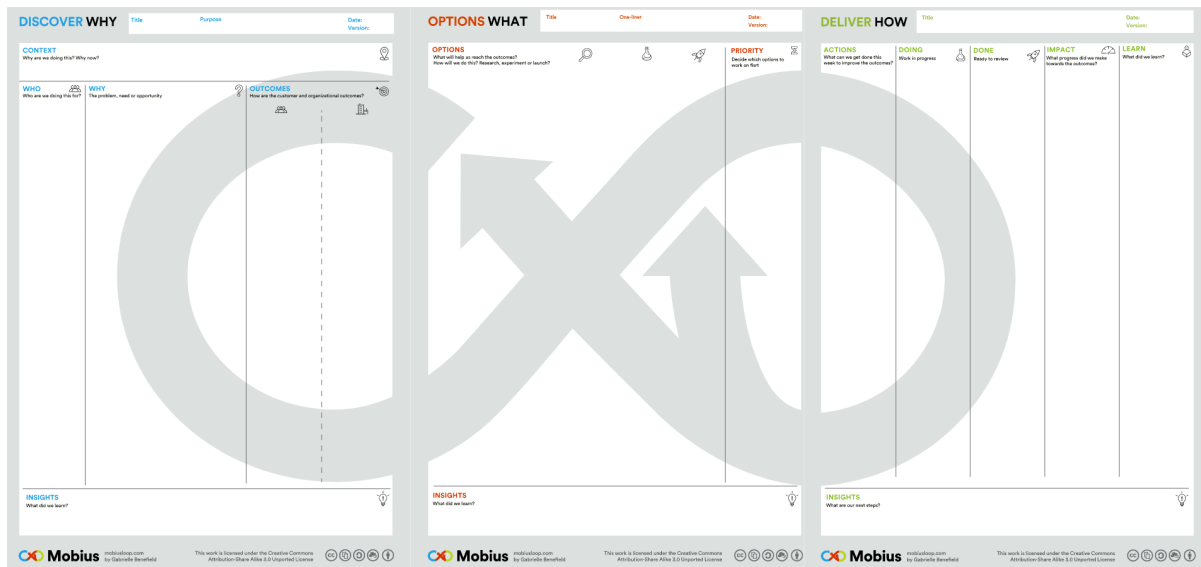 DISCOVER WHY
Title
Purpose
Date:
Version:
CONTEXT
Why are we doing this? Why now?
WHO
Who are we doing this for?
WHY
The problem, need or opportunity
OUTCOMES
How are the customer and organizational outcomes?
INSIGHTS
What did we learn?
Mobius
mobiusloop.com
by Gabrielle Benefield
This work is licensed under the Creative Commons
Attribution-Share Alike 3.0 Unported License
OPTIONS WHAT
Title
One-liner
Date:
Version:
OPTIONS
What will help us reach the outcomes?
How will we do this? Research, experiment or launch?
PRIORITY
Decide which options to
work on first
INSIGHTS
What did we learn?
Mobius
mobiusloop.com
by Gabrielle Benefield
This work is licensed under the Creative Commons
Attribution-Share Alike 3.0 Unported License
DELIVER HOW
Title
Date:
Version:
ACTIONS
What can we get done this
week to improve the outcomes?
DOING
Work in progress
DONE
Ready to review
IMPACT
What progress did we make
towards the outcomes?
LEARN
What did we learn?
INSIGHTS
What are our next steps?
Mobius
mobiusloop.com
by Gabrielle Benefield
This work is licensed under the Creative Commons
Attribution-Share Alike 3.0 Unported License